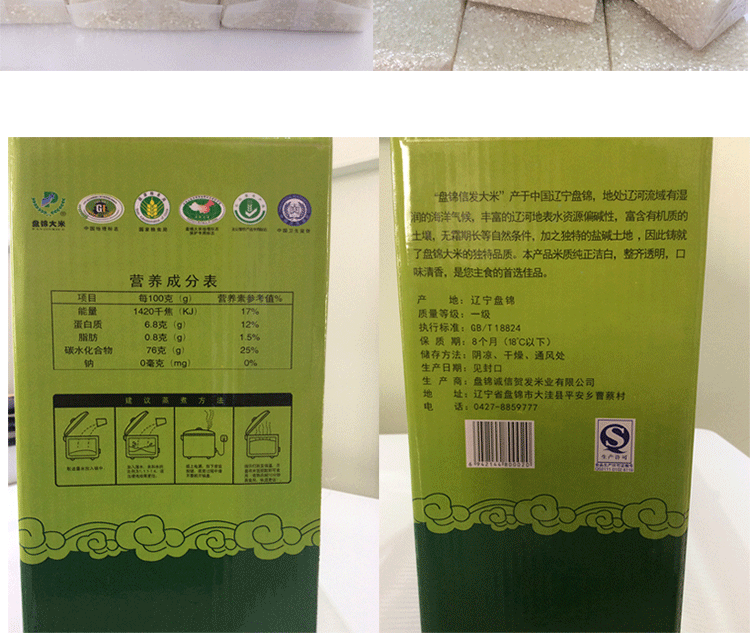 盘锦大米
中国地理标志
国家免检产品
营养成分表
项目 每100克（g） 营养素参考值%
能量 1420千焦（KJ） 17%
蛋白质 6.8克（g） 12%
脂肪 0.8克（g） 1.5%
碳水化合物 76克（g） 25%
钠 0毫克（mg） 0%
建议蒸煮方法
“盘锦信发大米”产于中国辽宁盘锦，地处辽河流域有湿
润的海洋气候，丰富的辽河地表水资源偏碱性，富含有机质的
土壤，无霜期长等自然条件，加之独特的盐碱土地，因此铸就
了盘锦大米的独特品质。本产品米质纯正洁白，整齐透明，口
味清香，是您主食的首选佳品。
产 地：辽宁盘锦
质量等级：一级
执行标准：GB/T18824
保 质 期：8个月（18℃以下）
储存方法：阴凉、干燥、通风处
生产日期：见封口
生 产 商：盘锦诚信贺发米业有限公司
地 址：辽宁省盘锦市大洼县平安乡曹蔡村
电 话：0427-8859777
生产许可